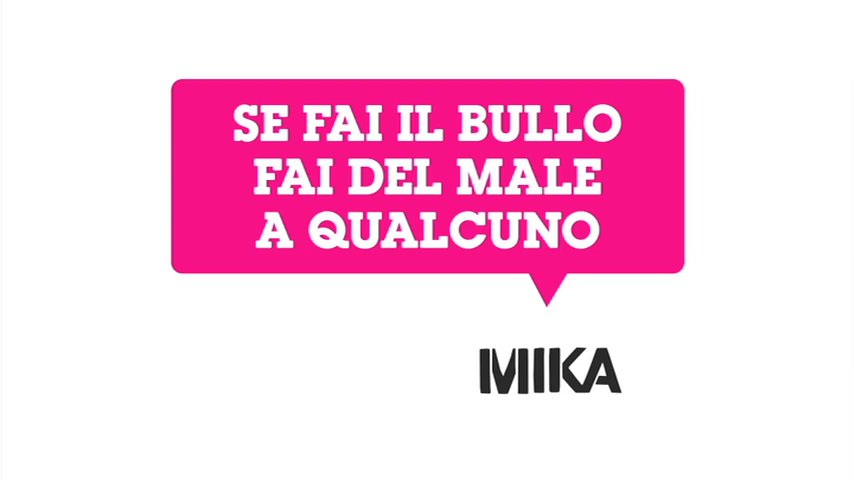 SE FAI IL BULLO
FAI DEL MALE
A QUALCUNO
MIKA